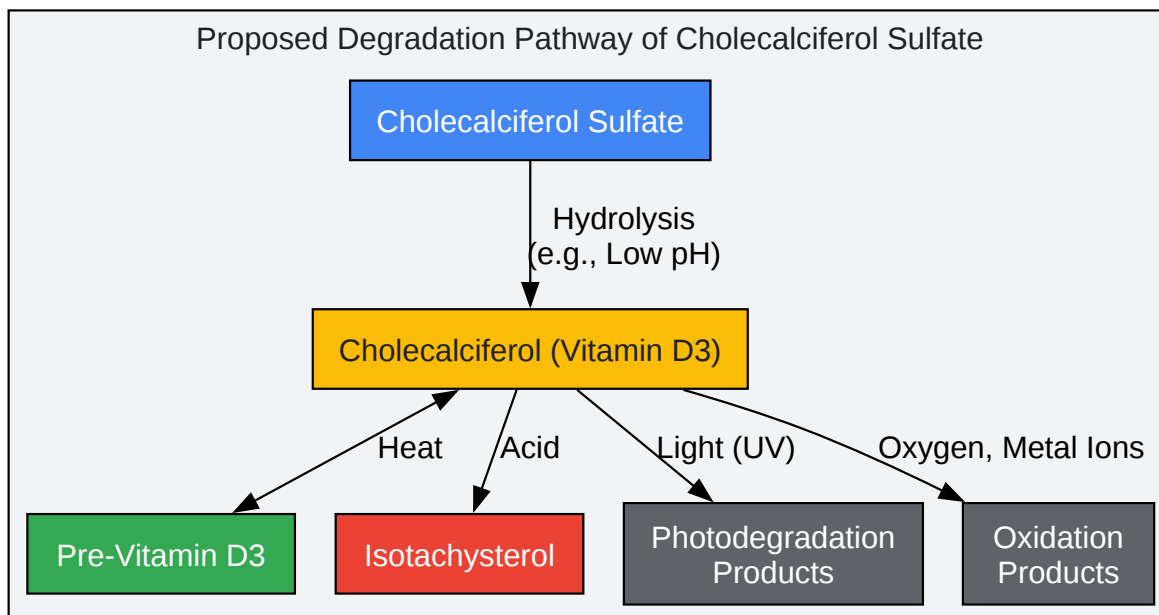 Proposed Degradation Pathway of Cholecalciferol Sulfate
Cholecalciferol Sulfate
Hydrolysis
(e.g., Low pH)
Cholecalciferol (Vitamin D3)
Heat
Acid
Light (UV)
Oxygen, Metal Ions
Pre-Vitamin D3
Isotachysterol
Photodegradation
Products
Oxidation
Products